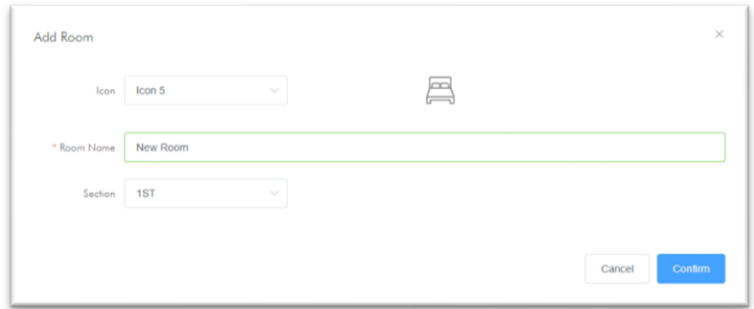 Add Room
Icon Icon 5
* Room Name New Room
Section 1ST
Cancel Confirm